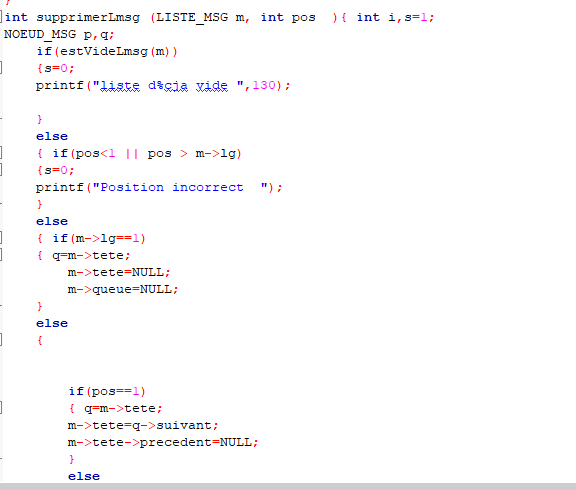 int supprimerLmsg (LISTE_MSG m, int pos ){ int i,s=1;
NOEUD_MSG p,q;
if(estVideLmsg(m))
{s=0;
printf("liste d%cja vide ",130);
}
else
{ if(pos<1 || pos > m->lg)
{s=0;
printf("Position incorrect ");
}
else
{ if(m->lg==1)
{ q=m->tete;
m->tete=NULL;
m->queue=NULL;
}
else
{
if(pos==1)
{ q=m->tete;
m->tete=q->suivant;
m->tete->precedent=NULL;
}
else